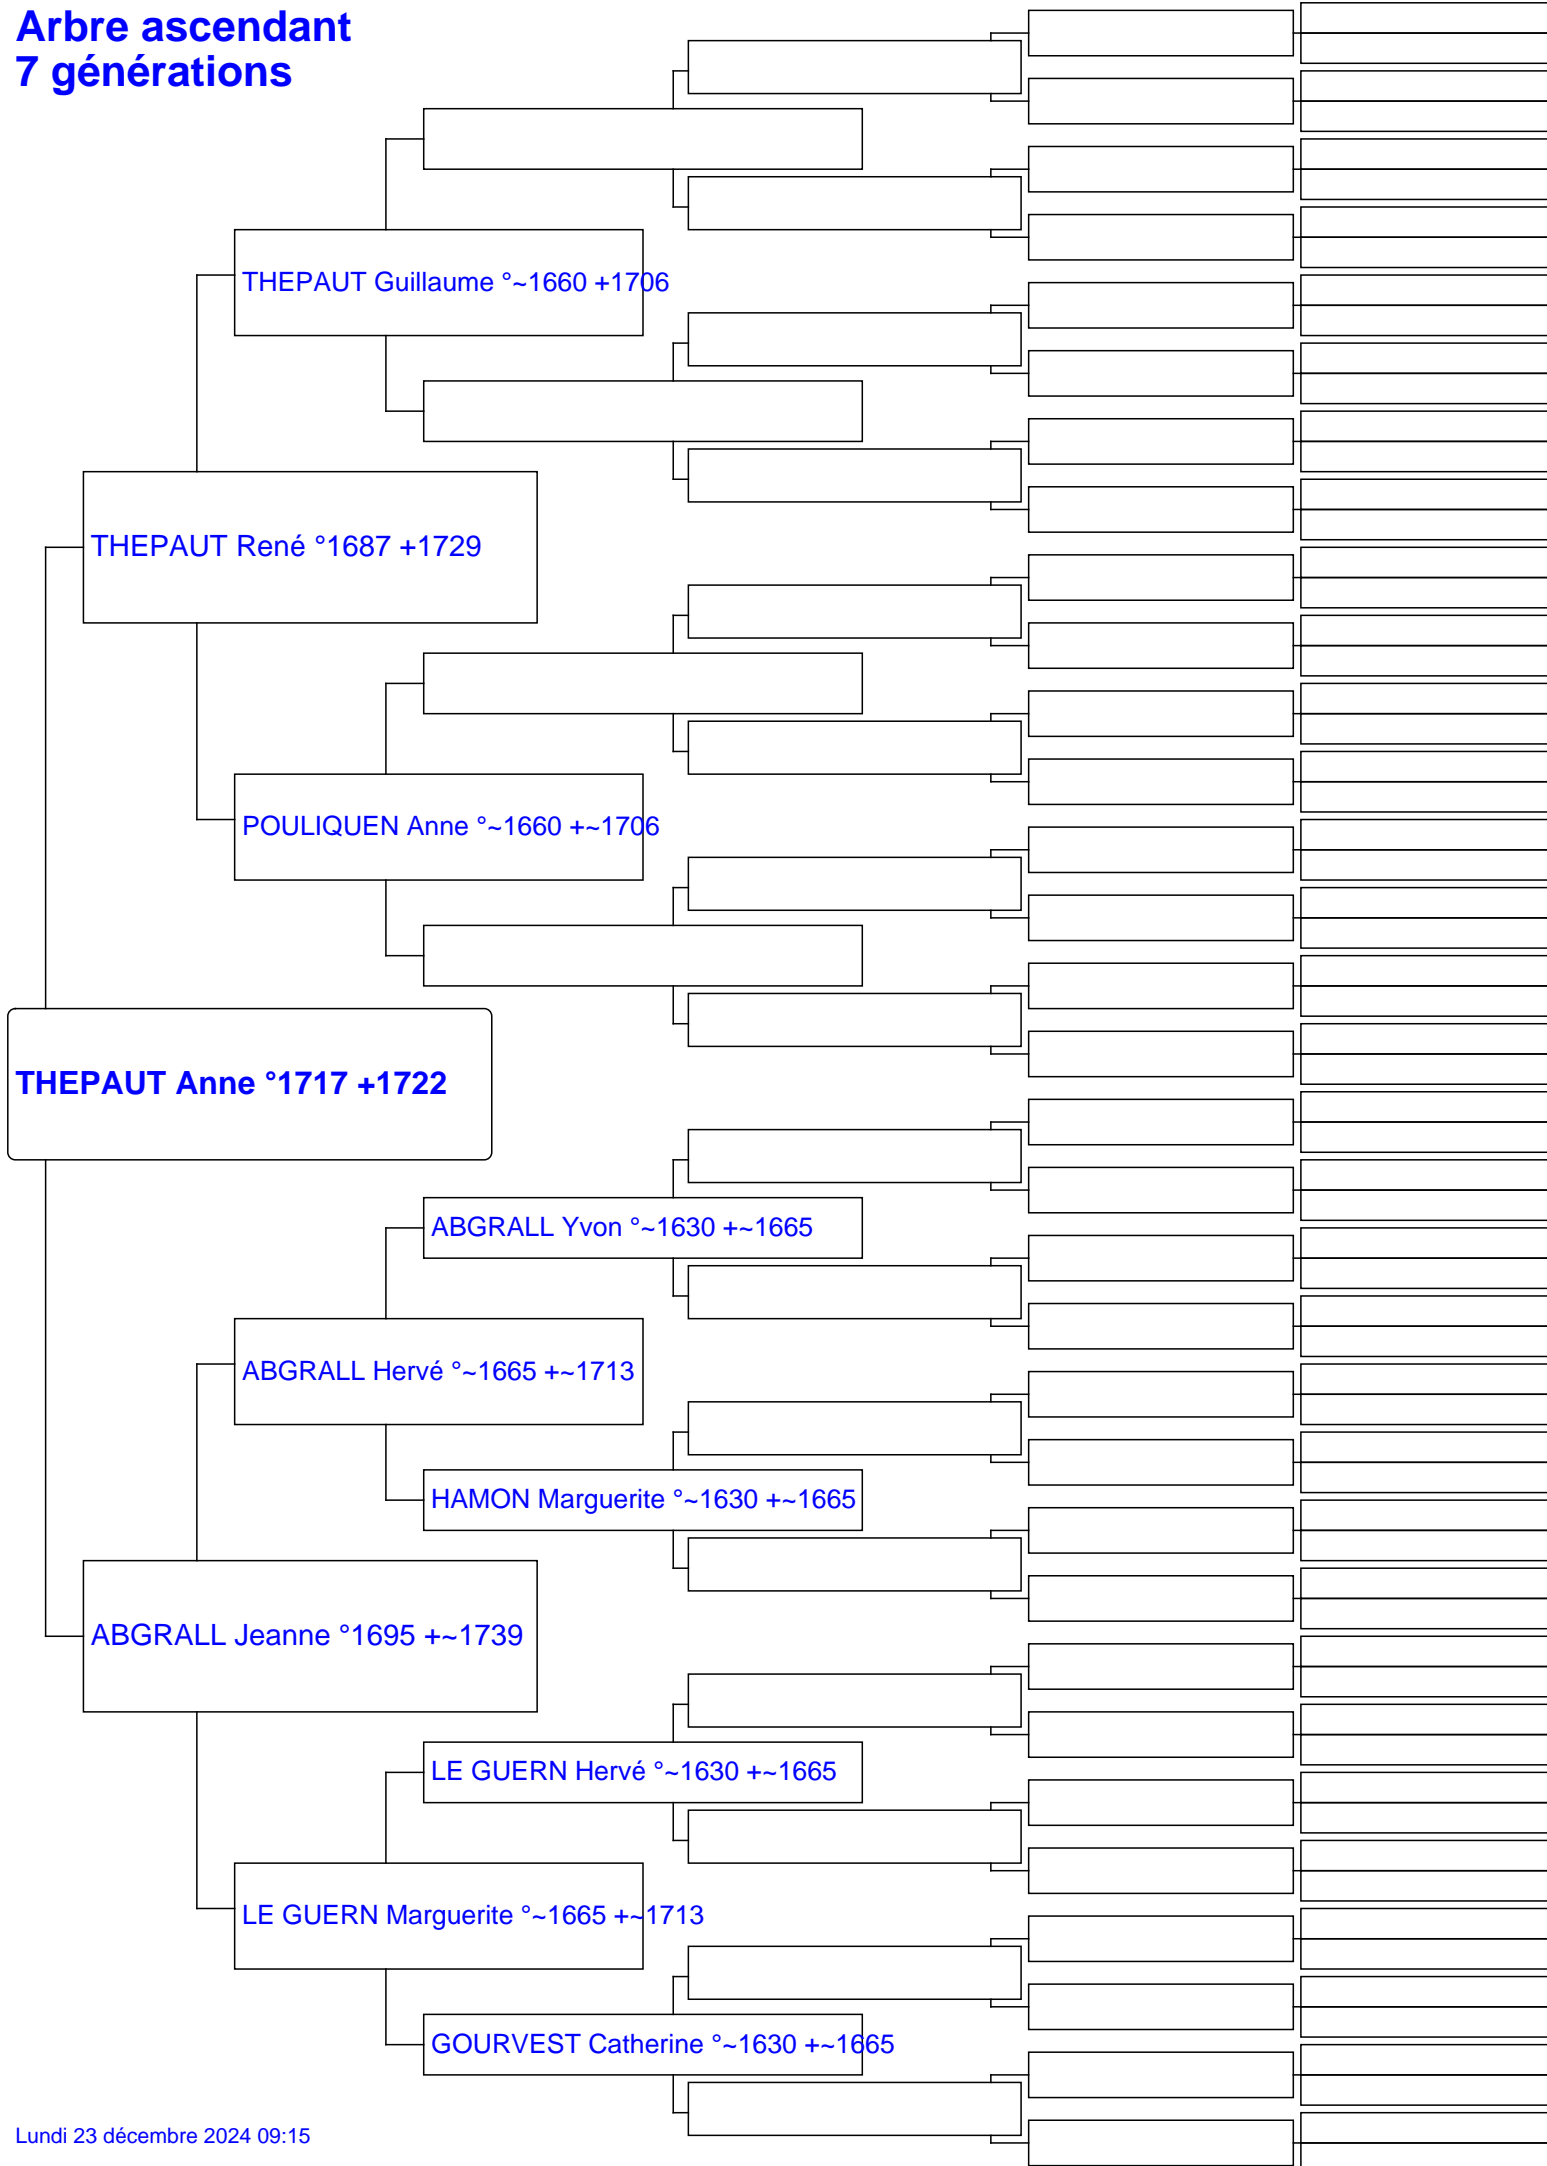 Arbre ascendant
7 générations
THEPAUT Guillaume °~1660 +1706
THEPAUT René °1687 +1729
POULIQUEN Anne °~1660 +~1706
THEPAUT Anne °1717 +1722
ABGRALL Yvon °~1630 +~1665
ABGRALL Hervé °~1665 +~1713
HAMON Marguerite °~1630 +~1665
ABGRALL Jeanne °1695 +~1739
LE GUERN Hervé °~1630 +~1665
LE GUERN Marguerite °~1665 +~1713
GOURVEST Catherine °~1630 +~1665
Lundi 23 décembre 2024 09:15